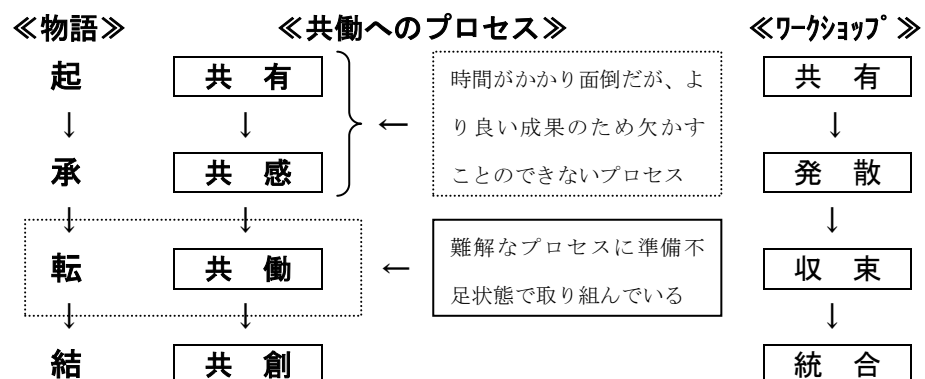 ≪物語≫ ≪共働へのプロセス≫ ≪ﾜｰｸｼｮｯﾌﾟ≫
起 共 有 時間がかかり面倒だが、よ 共 有
↓ ↓ ← り良い成果のため欠かす ↓
承 共 感 ことのできないプロセス 発 散
↓ ↓ ↓
転 共 働 ← 難解なプロセスに準備不 収 束
足状態で取り組んでいる
↓ ↓ ↓
結 共 創 統 合